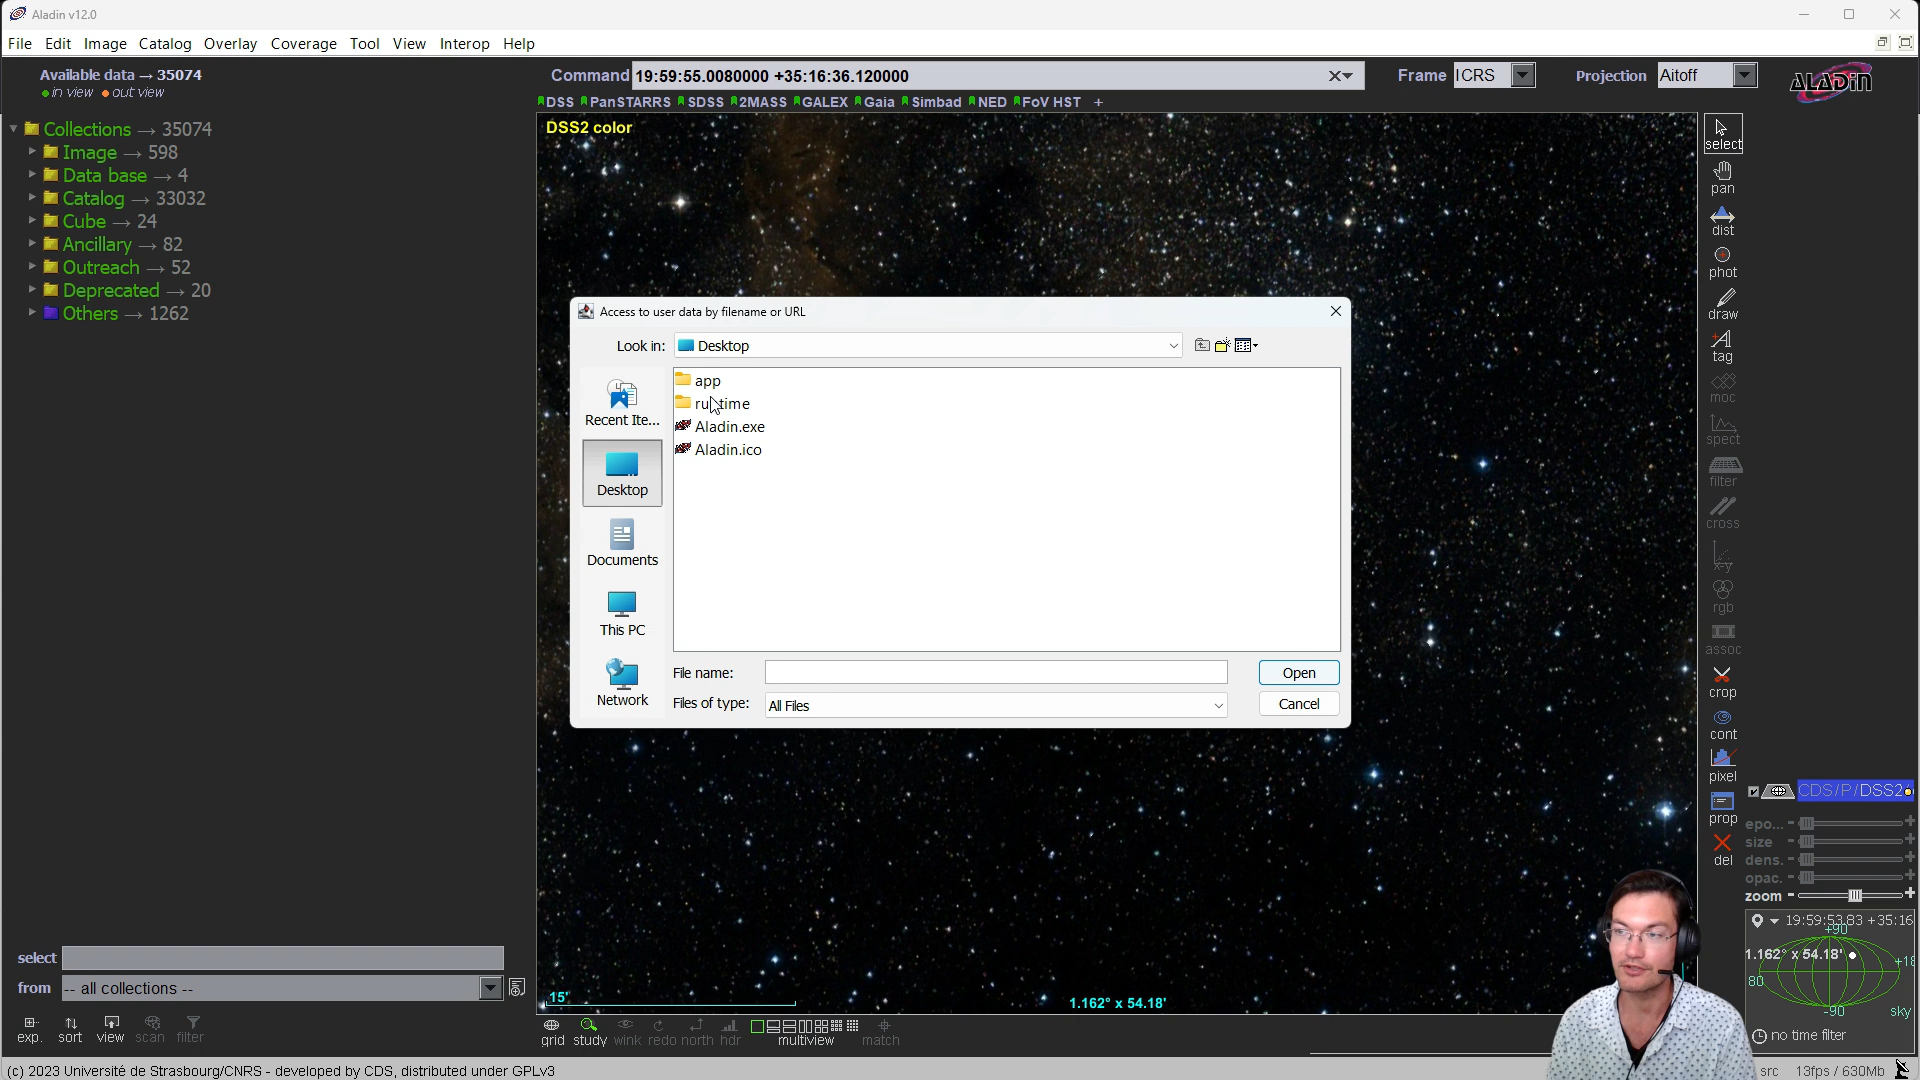 Aladin v12.0
File Edit Image Catalog Overlay Coverage Tool View Interop Help
Available data → 35074
in view out view
Command 19:59:55.0080000 +35:16:36.120000
Frame ICRS
Projection Aitoff
ALADIN
DSS PanSTARRS SDSS 2MASS GALEX Gaia Simbad NED FoV HST +
DSS2 color
Collections → 35074
Image → 598
Data base → 4
Catalog → 33032
Cube → 24
Ancillary → 82
Outreach → 52
Deprecated → 20
Others → 1262
Access to user data by filename or URL
Look in: Desktop
app
Aladin.exe
Aladin.ico
Recent Ite...
Desktop
Documents
This PC
Network
File name:
Open
Files of type: All Files
Cancel
select
pan
dist
phot
draw
tag
moc
spect
filter
cross
x-y
rgb
assoc
crop
cont
pixel
prop
del
CDS/P/DSS2
epo...
size
dens.
opac.
zoom
19:59:53.83 +35:16
+90
1.162° x 54.18'
+18
80
-90
sky
no time filter
select
from -- all collections --
exp. sort view scan filter
15'
1.162° x 54.18'
grid study wink redo north hdr multiview match
(c) 2023 Université de Strasbourg/CNRS - developed by CDS, distributed under GPLv3
src 13fps / 630Mb